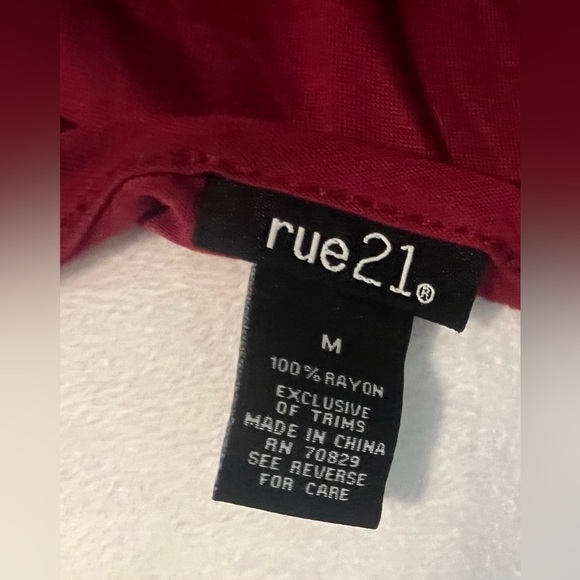 rue21®
M
100% RAYON
EXCLUSIVE
OF TRIMS
MADE IN CHINA
RN 70829
SEE REVERSE
FOR CARE